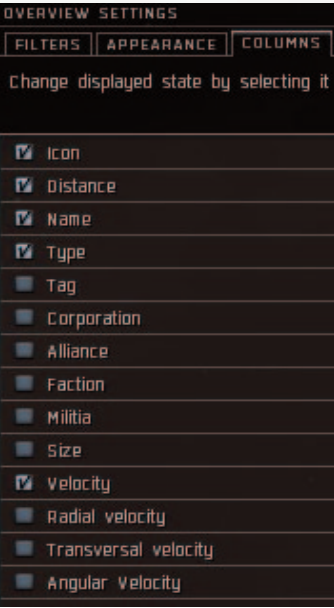 OVERVIEW SETTINGS
FILTERS APPEARANCE COLUMNS
Change displayed state by selecting it
Icon
Distance
Name
Type
Tag
Corporation
Alliance
Faction
Militia
Size
Velocity
Radial velocity
Transversal velocity
Angular Velocity